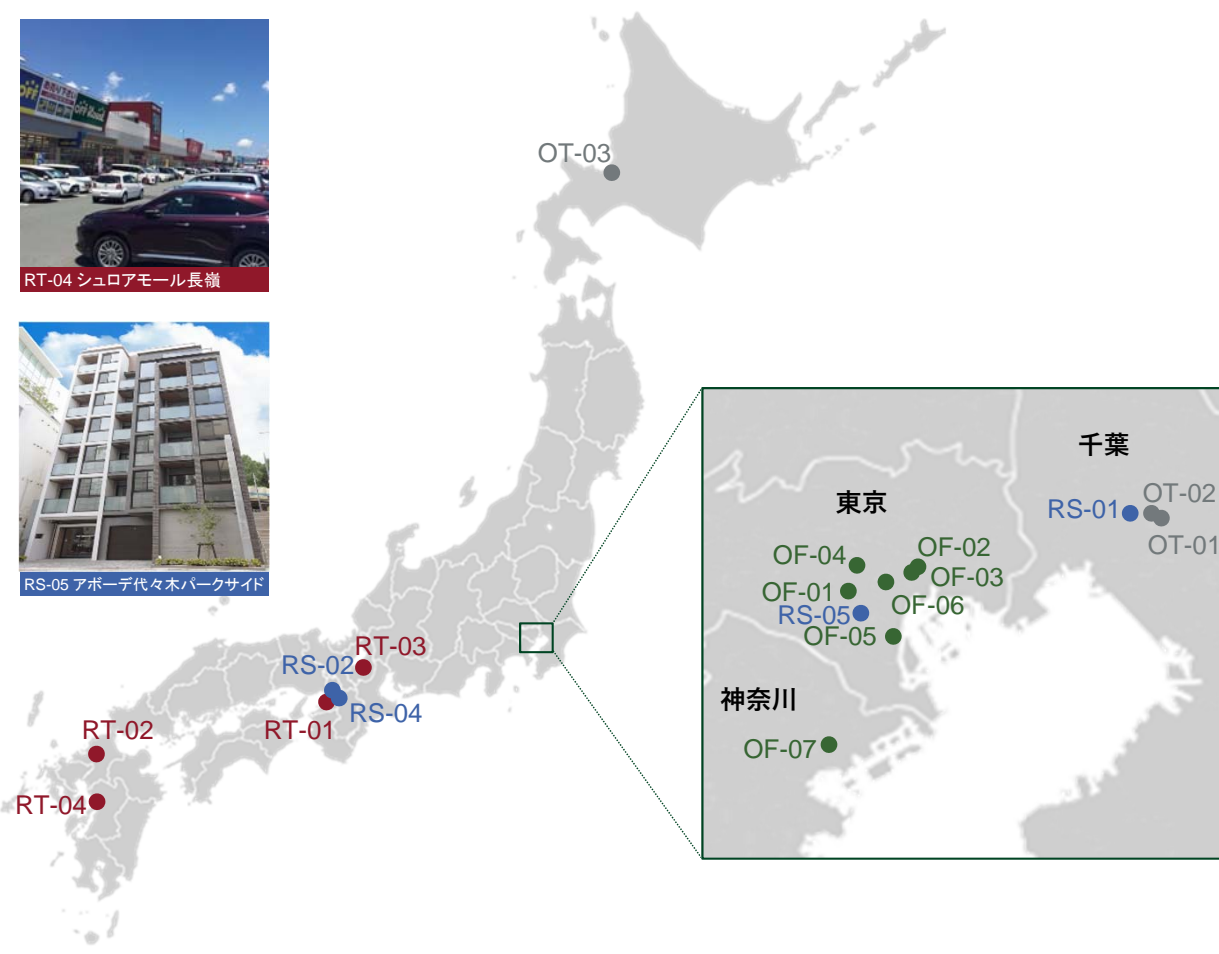 OFF
OFF House
RT-04 シュロアモール長嶺
RS-05 アボーデ代々木パークサイド
OT-03
RT-03
RS-02
RS-04
RT-01
RT-02
RT-04
千葉
OT-02
RS-01
OT-01
東京
OF-04
OF-02
OF-03
OF-01
OF-06
RS-05
OF-05
神奈川
OF-07